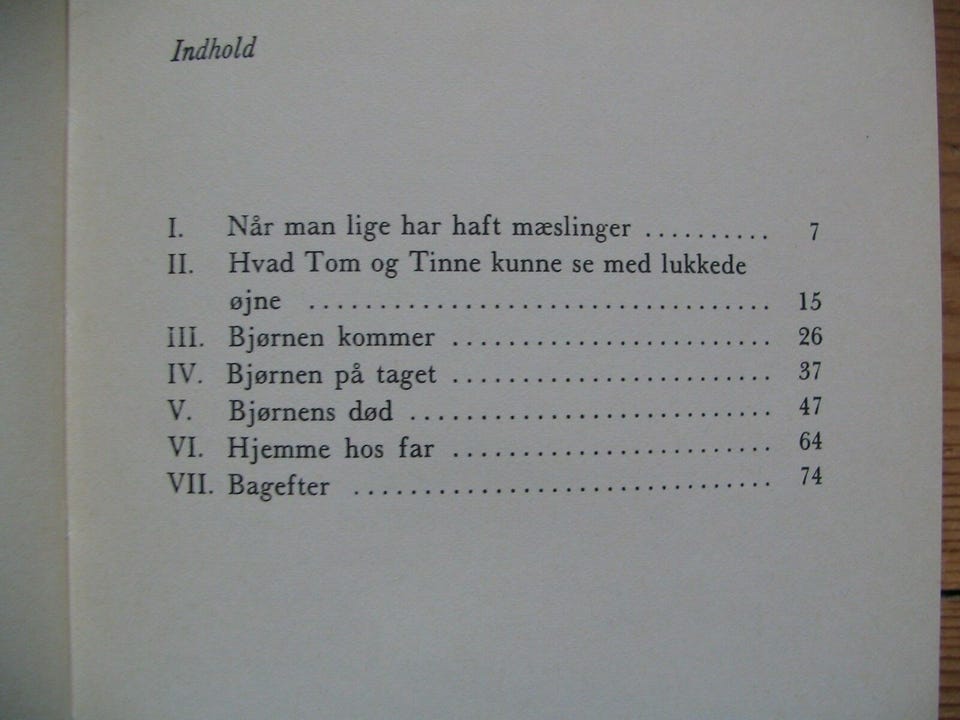 Indhold
I. Når man lige har haft mæslinger .......... 7
II. Hvad Tom og Tinne kunne se med lukkede
øjne ................................. 15
III. Bjørnen kommer ....................... 26
IV. Bjørnen på taget ....................... 37
V. Bjørnens død .......................... 47
VI. Hjemme hos far ....................... 64
VII. Bagefter .............................. 74